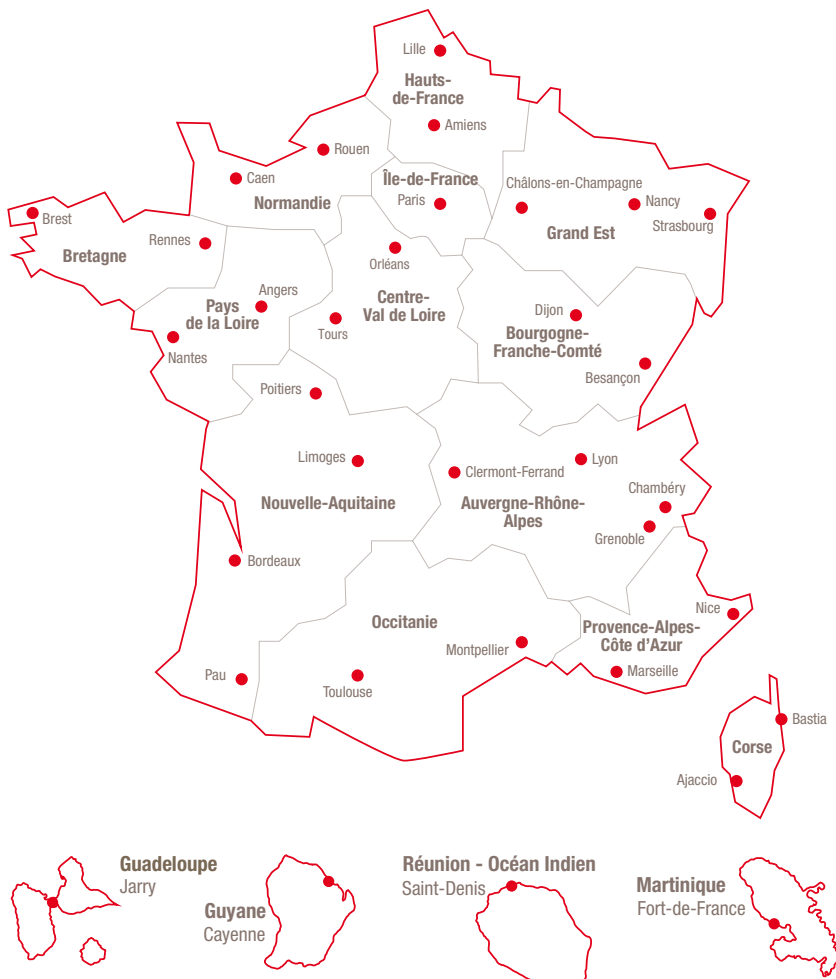 Lille
Hauts-
de-France
Amiens
Rouen
Caen
Normandie
Île-de-France
Paris
Châlons-en-Champagne
Nancy
Strasbourg
Grand Est
Brest
Bretagne
Rennes
Orléans
Angers
Pays
de la Loire
Nantes
Centre-
Val de Loire
Tours
Dijon
Bourgogne-
Franche-Comté
Besançon
Poitiers
Limoges
Nouvelle-Aquitaine
Clermont-Ferrand
Lyon
Auvergne-Rhône-
Alpes
Chambéry
Grenoble
Bordeaux
Occitanie
Montpellier
Provence-Alpes-
Côte d’Azur
Nice
Marseille
Pau
Toulouse
Bastia
Corse
Ajaccio
Guadeloupe
Jarry
Guyane
Cayenne
Réunion - Océan Indien
Saint-Denis
Martinique
Fort-de-France